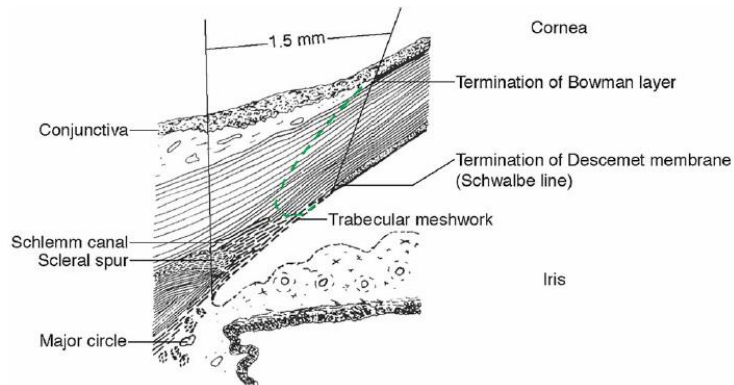 Cornea
1.5 mm
Termination of Bowman layer
Conjunctiva
Termination of Descemet membrane
(Schwalbe line)
Trabecular meshwork
Schlemm canal
Scleral spur
Iris
Major circle